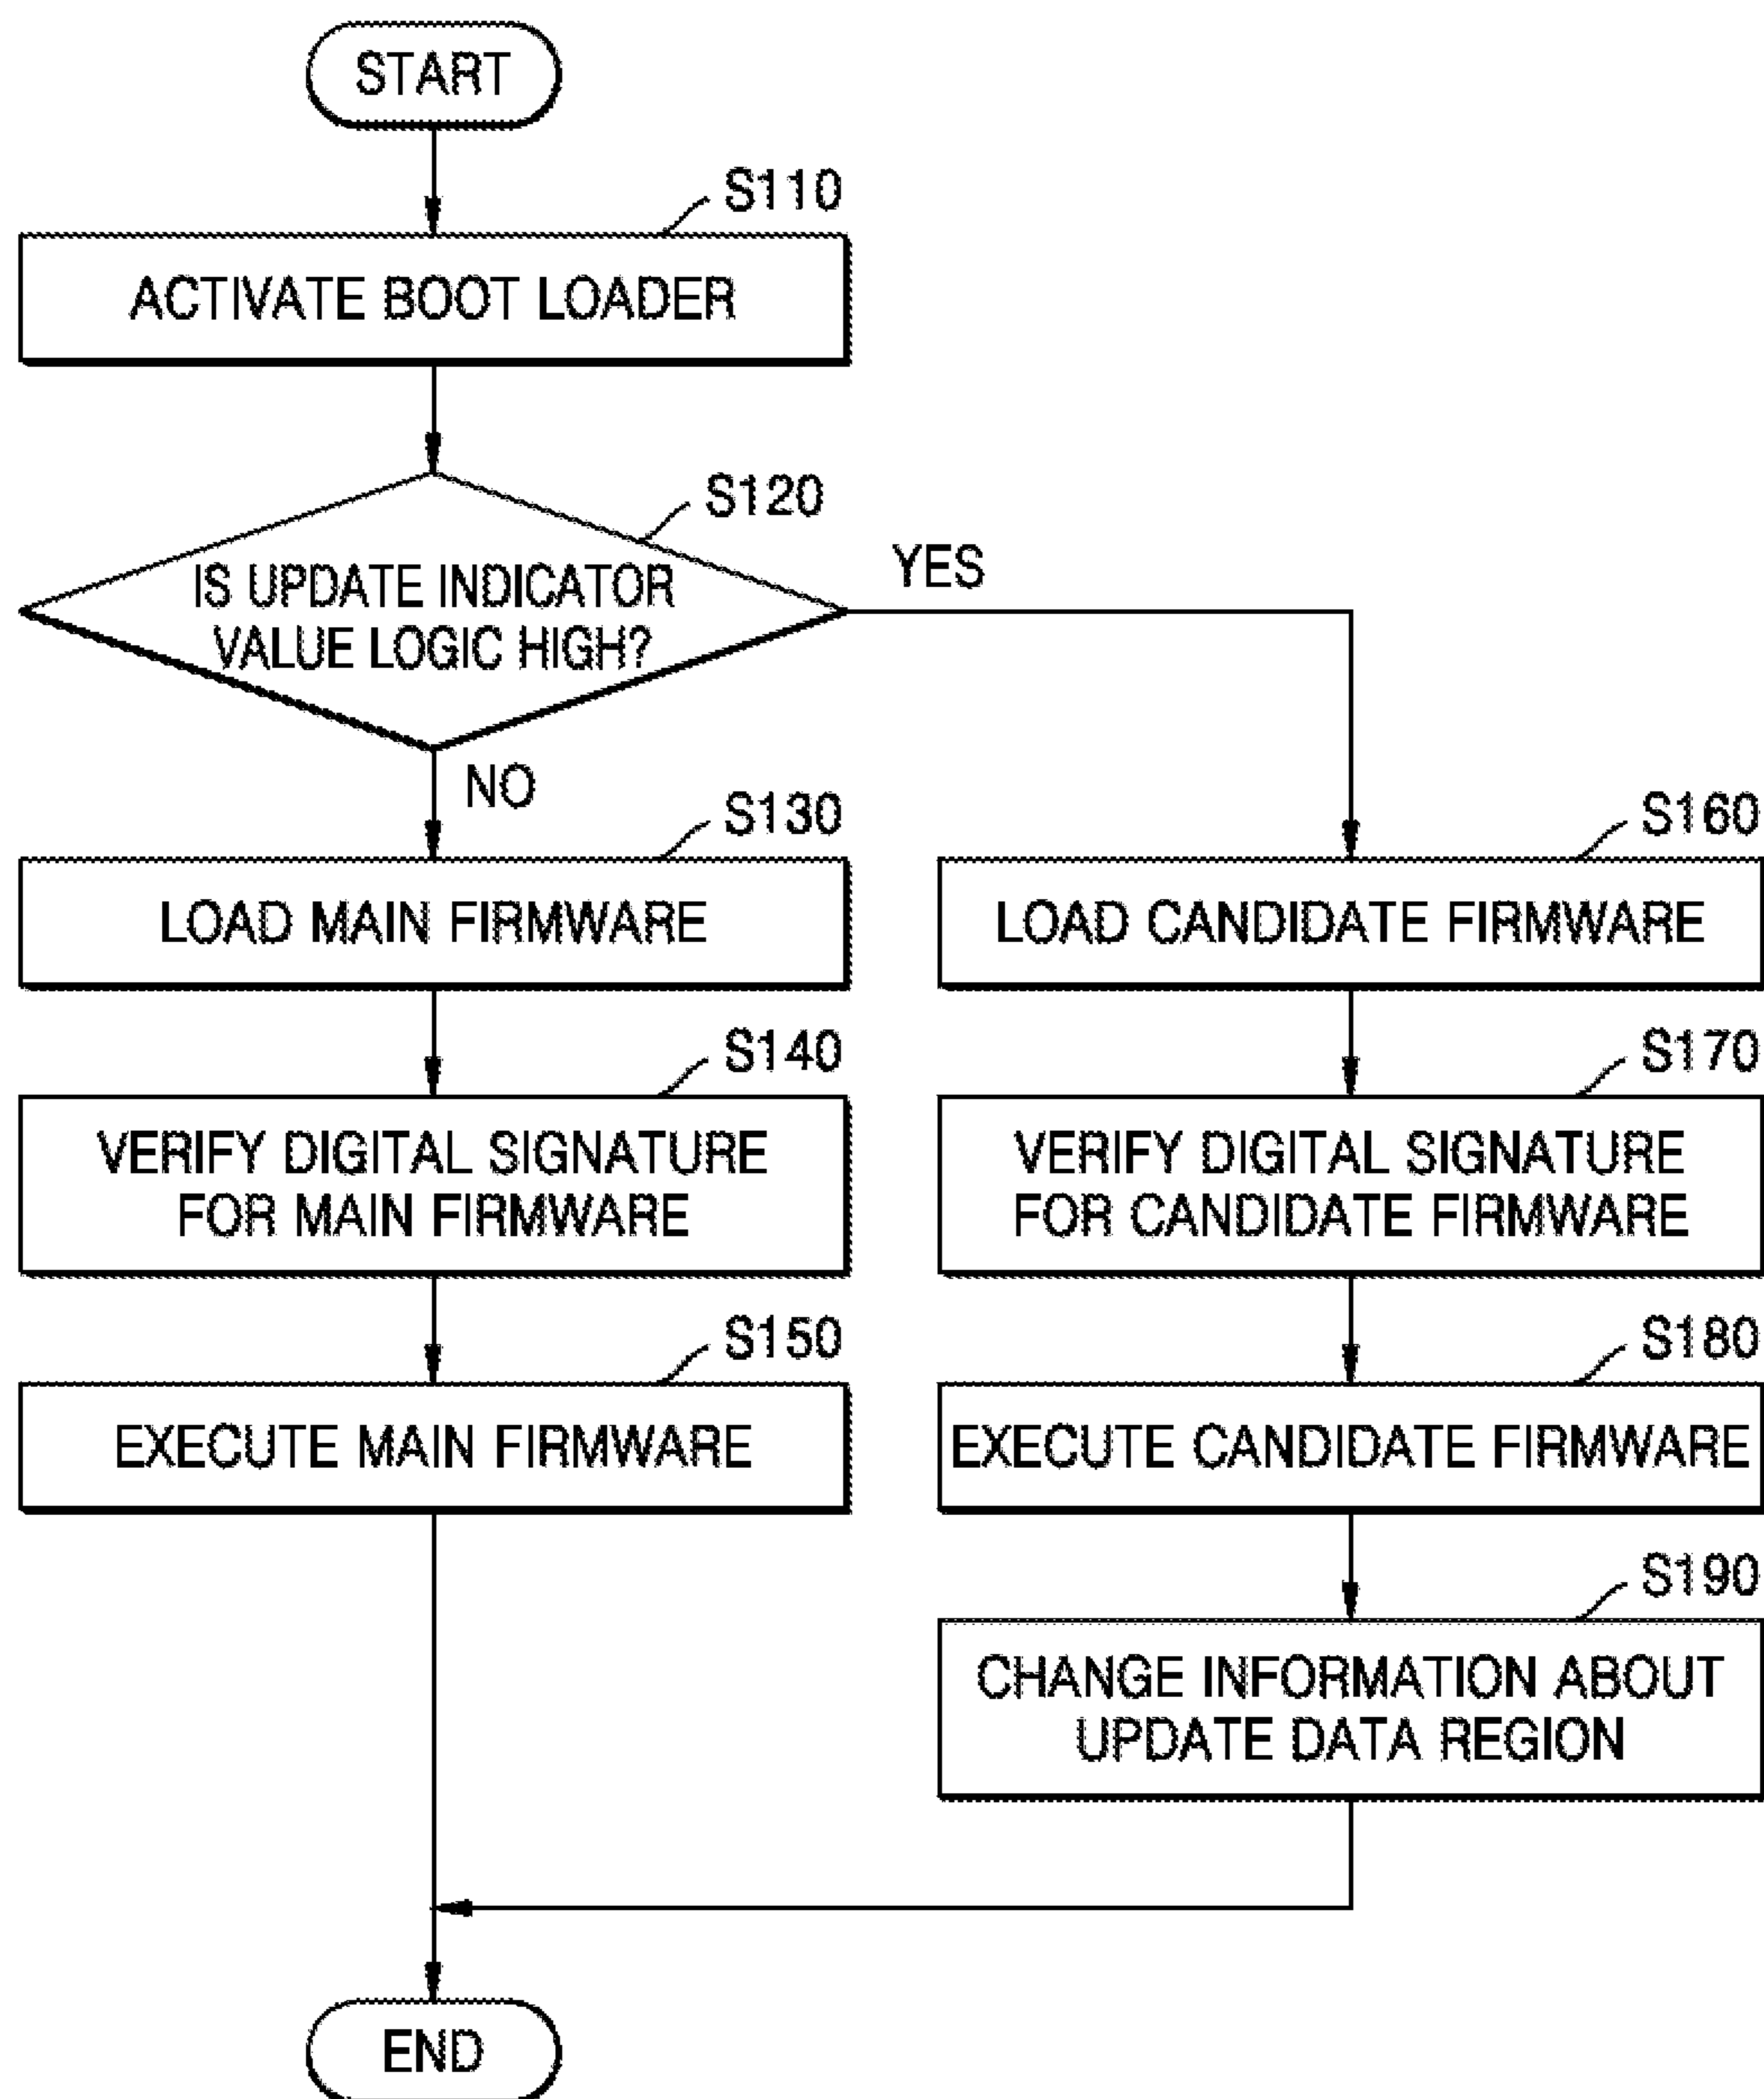 START
S110
ACTIVATE BOOT LOADER
S120
IS UPDATE INDICATOR
VALUE LOGIC HIGH?
YES
NO
S130
LOAD MAIN FIRMWARE
S140
VERIFY DIGITAL SIGNATURE
FOR MAIN FIRMWARE
S150
EXECUTE MAIN FIRMWARE
S160
LOAD CANDIDATE FIRMWARE
S170
VERIFY DIGITAL SIGNATURE
FOR CANDIDATE FIRMWARE
S180
EXECUTE CANDIDATE FIRMWARE
S190
CHANGE INFORMATION ABOUT
UPDATE DATA REGION
END